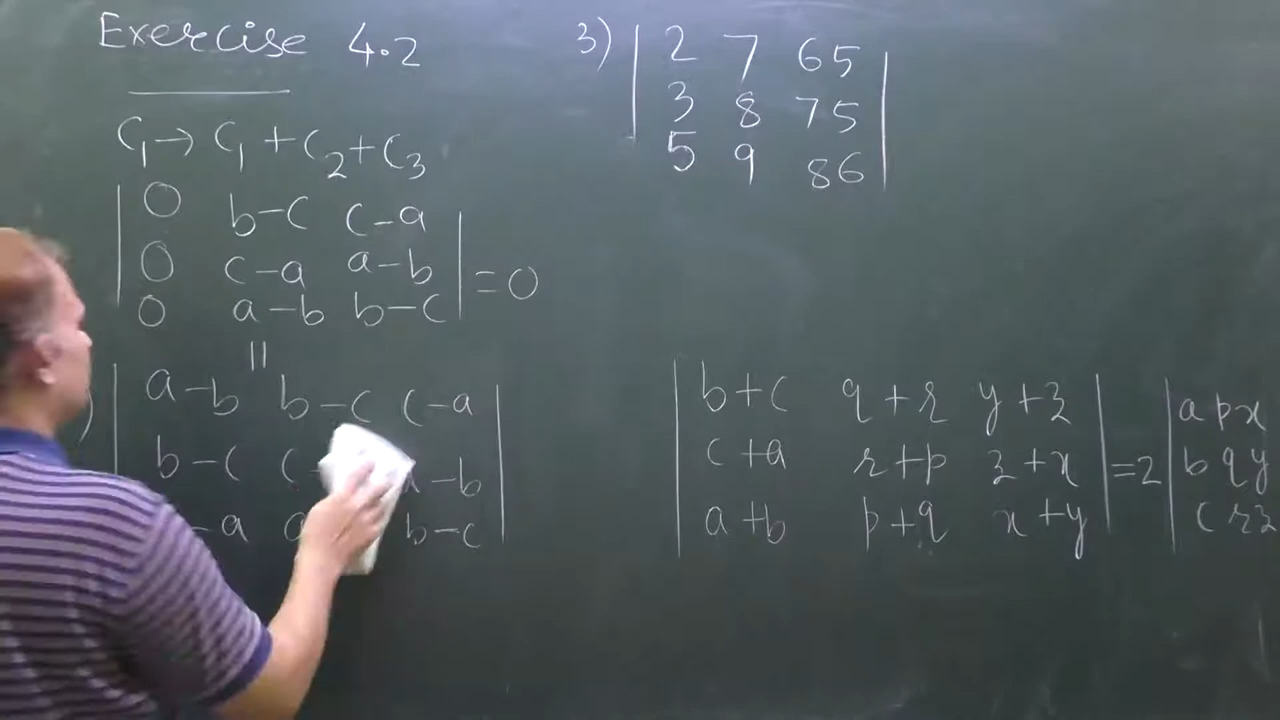 Exercise 4.2
C₁ → C₁ + C₂ + C₃
| 0 b-c c-a |
| 0 c-a a-b | = 0
| 0 a-b b-c |
||
) | a-b b-c c-a |
| b-c c a-b |
-a a b-c |
3) | 2 7 65 |
| 3 8 75 |
| 5 9 86 |
| b+c q+r y+z | | a p x
| c+a r+p z+x | = 2 | b q y
| a+b p+q x+y | | c r z